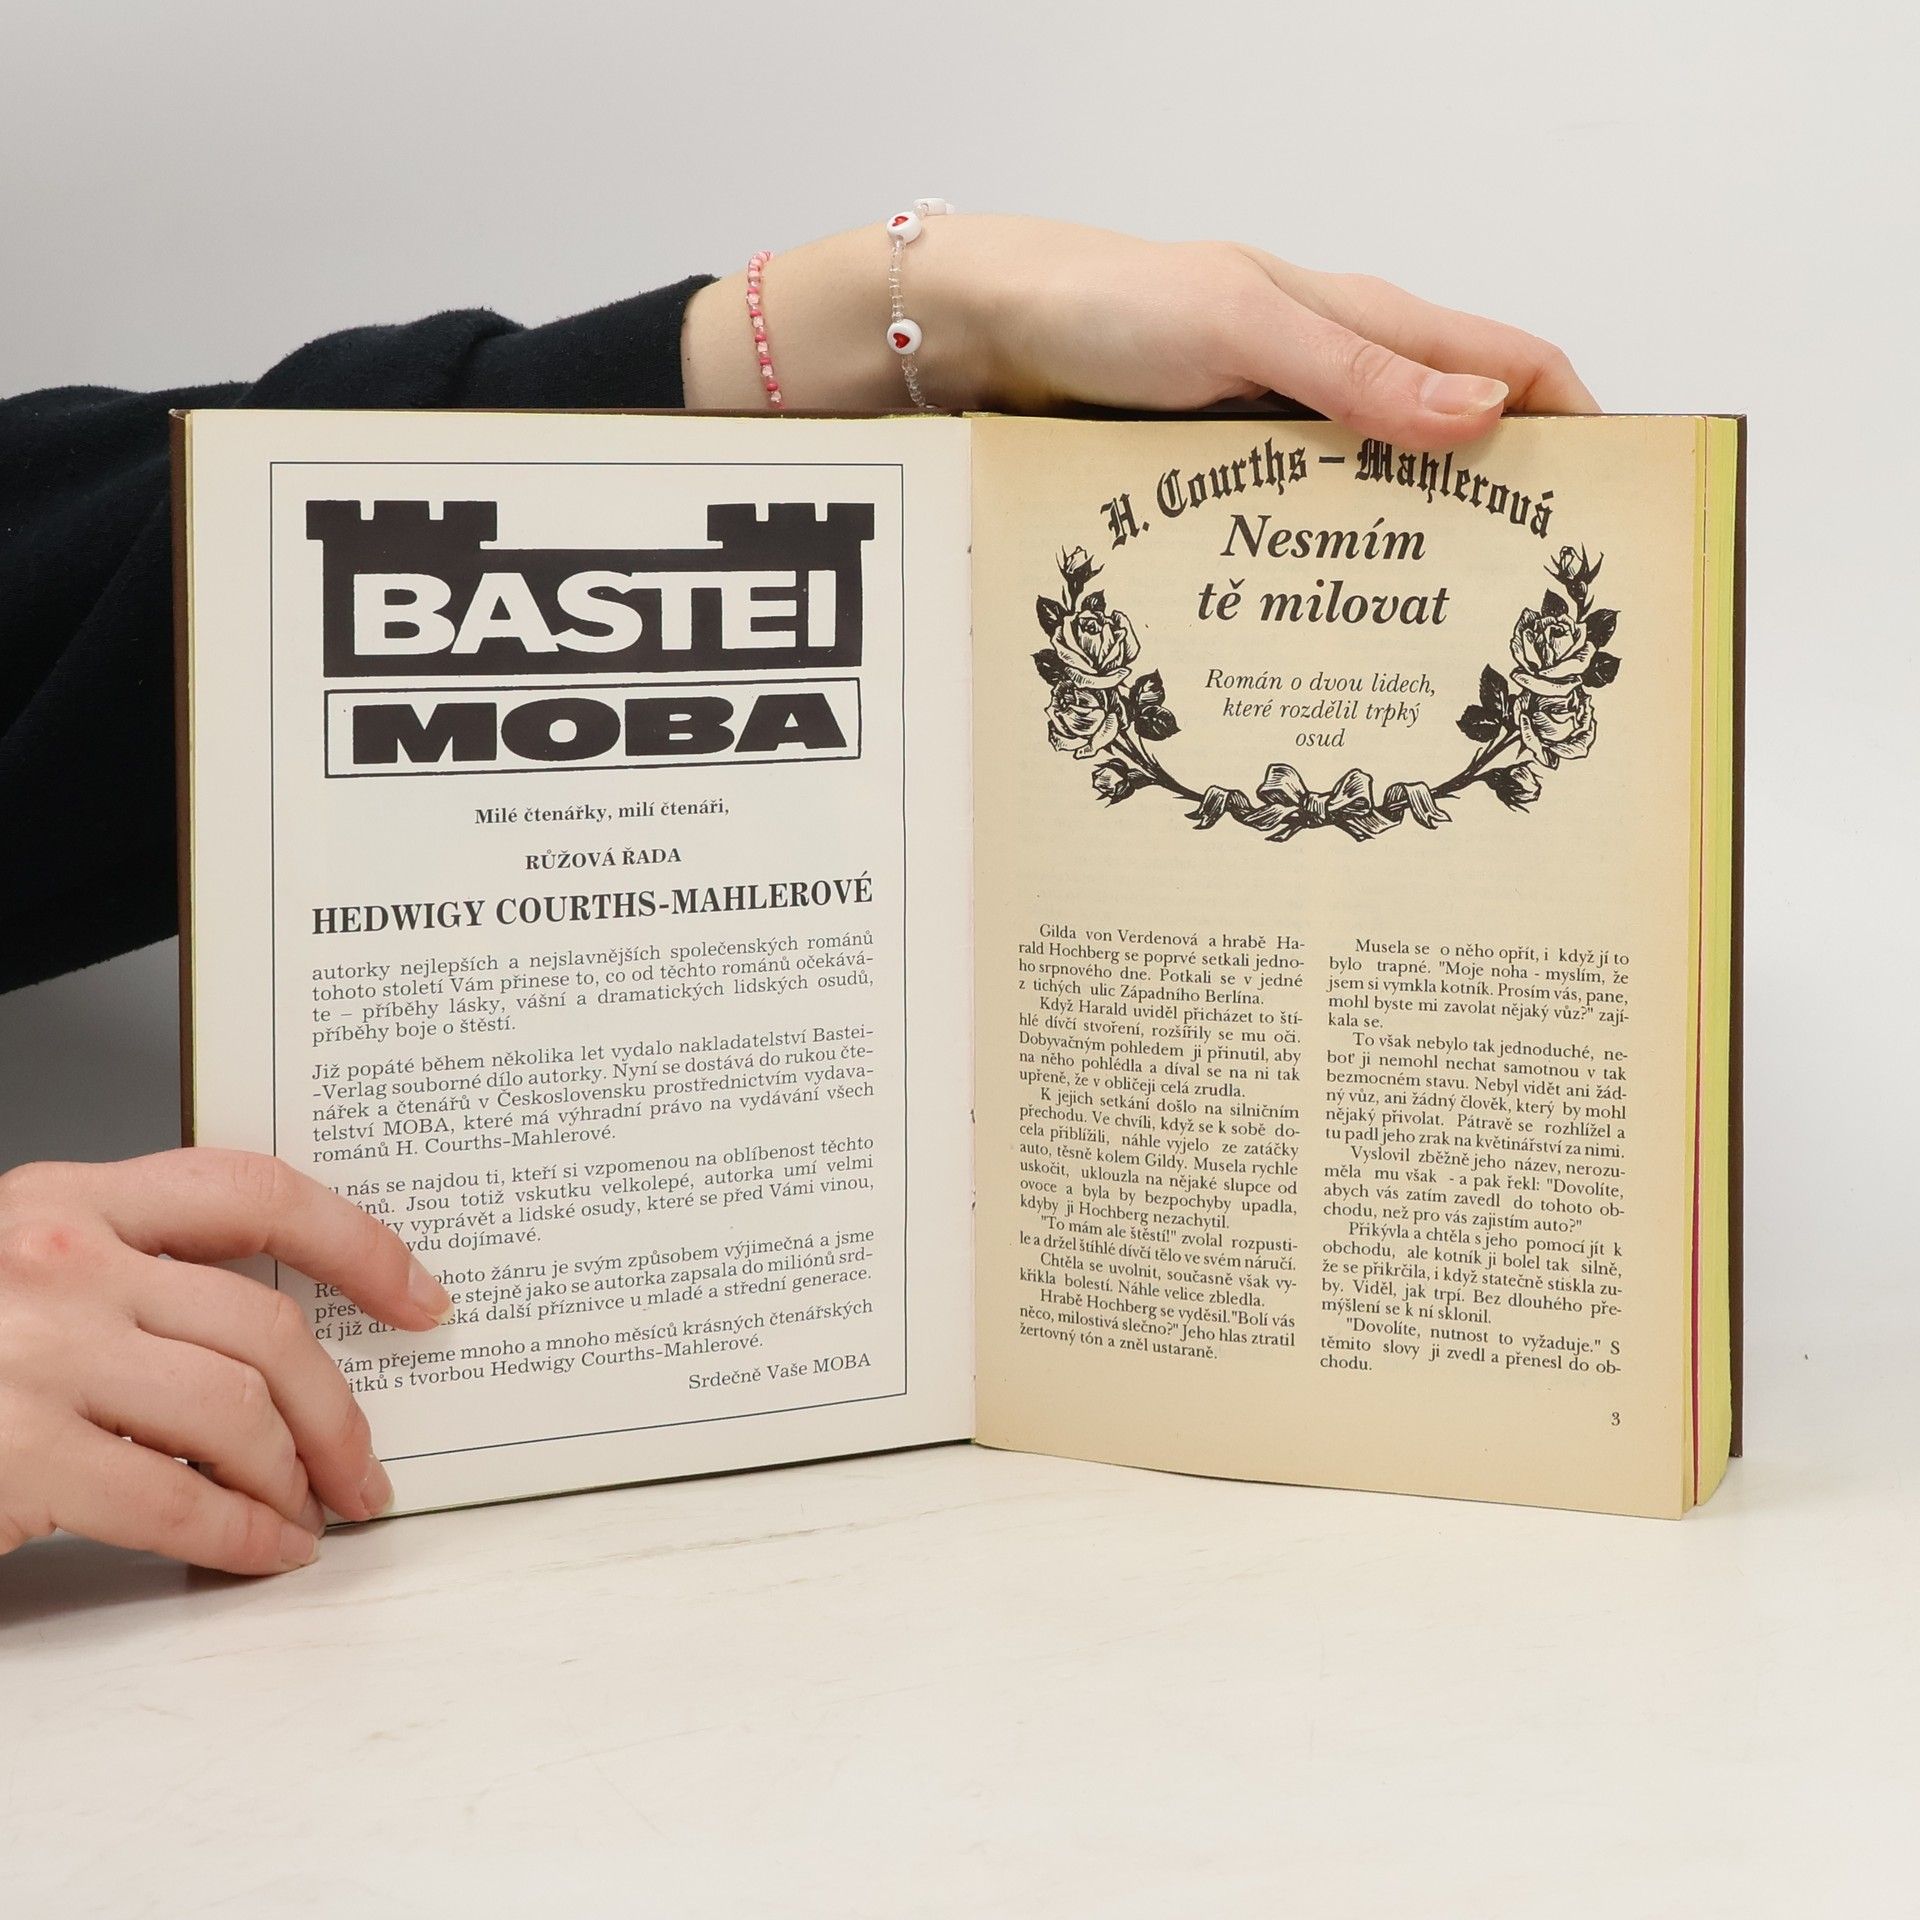 BASTEI
MOBA
Milé čtenářky, milí čtenáři,
RŮŽOVÁ ŘADA
HEDWIGY COURTHS-MAHLEROVÉ
autorky nejlepších a nejslavnějších společenských románů
tohoto století Vám přinese to, co od těchto románů očekává-
te – příběhy lásky, vášní a dramatických lidských osudů,
příběhy boje o štěstí.
Již popáté během několika let vydalo nakladatelství Bastei-
-Verlag souborné dílo autorky. Nyní se dostává do rukou čte-
nářek a čtenářů v Československu prostřednictvím vydava-
telství MOBA, které má výhradní právo na vydávání všech
románů H. Courths-Mahlerové.
u nás se najdou ti, kteří si vzpomenou na oblíbenost těchto
Jsou totiž vskutku velkolepé, autorka umí velmi
vyprávět a lidské osudy, které se před Vámi vinou,
dojímavé.
žánru je svým způsobem výjimečná a jsme
stejně jako se autorka zapsala do miliónů srd-
cí již další příznivce u mladé a střední generace.
Vám přejeme mnoho a mnoho měsíců krásných čtenářských
s tvorbou Hedwigy Courths-Mahlerové.
Srdečně Vaše MOBA
H. Courths – Mahlerová
Nesmím
tě milovat
Román o dvou lidech,
které rozdělil trpký
osud
Gilda von Verdenová a hrabě Ha-
rald Hochberg se poprvé setkali jedno-
ho srpnového dne. Potkali se v jedné
z tichých ulic Západního Berlína.
Když Harald uviděl přicházet to ští-
hlé dívčí stvoření, rozšířily se mu oči.
Dobyvačným pohledem ji přinutil, aby
na něho pohlédla a díval se na ni tak
upřeně, že v obličeji celá zrudla.
K jejich setkání došlo na silničním
přechodu. Ve chvíli, když se k sobě do-
cela přiblížili, náhle vyjelo ze zatáčky
auto, těsně kolem Gildy. Musela rychle
uskočit, uklouzla na nějaké slupce od
ovoce a byla by bezpochyby upadla,
kdyby ji Hochberg nezachytil.
"To mám ale štěstí!" zvolal rozpusti-
le a držel štíhlé dívčí tělo ve svém náručí.
Chtěla se uvolnit, současně však vy-
křikla bolestí. Náhle velice zbledla.
Hrabě Hochberg se vyděsil."Bolí vás
něco, milostivá slečno?" Jeho hlas ztratil
žertovný tón a zněl ustaraně.
Musela se o něho opřít, i když jí to
bylo trapné. "Moje noha - myslím, že
jsem si vymkla kotník. Prosím vás, pane,
mohl byste mi zavolat nějaký vůz?" zají-
kala se.
To však nebylo tak jednoduché, ne-
boť ji nemohl nechat samotnou v tak
bezmocném stavu. Nebyl vidět ani žád-
ný vůz, ani žádný člověk, který by mohl
nějaký přivolat. Pátravě se rozhlížel a
tu padl jeho zrak na květinářství za nimi.
Vyslovil zběžně jeho název, nerozu-
měla mu však - a pak řekl: "Dovolíte,
abych vás zatím zavedl do tohoto ob-
chodu, než pro vás zajistím auto?"
Přikývla a chtěla s jeho pomocí jít k
obchodu, ale kotník ji bolel tak silně,
že se přikrčila, i když statečně stiskla zu-
by. Viděl, jak trpí. Bez dlouhého pře-
mýšlení se k ní sklonil.
"Dovolíte, nutnost to vyžaduje." S
těmito slovy ji zvedl a přenesl do ob-
chodu.
3